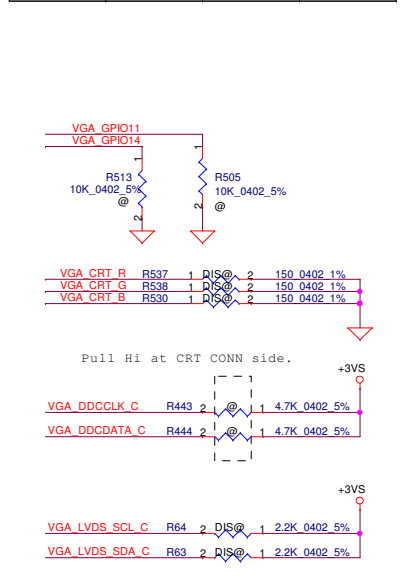 VGA_GPIO11
VGA_GPIO14
1
1
R513
10K_0402_5%
@
2
R505
10K_0402_5%
@
2
VGA_CRT_R R537 1 DIS@ 2 150_0402_1%
VGA_CRT_G R538 1 DIS@ 2 150_0402_1%
VGA_CRT_B R530 1 DIS@ 2 150_0402_1%
Pull Hi at CRT CONN side.
+3VS
VGA_DDCCLK_C R443 2 @ 1 4.7K_0402_5%
VGA_DDCDATA_C R444 2 @ 1 4.7K_0402_5%
+3VS
VGA_LVDS_SCL_C R64 2 DIS@ 1 2.2K_0402_5%
VGA_LVDS_SDA_C R63 2 DIS@ 1 2.2K_0402_5%